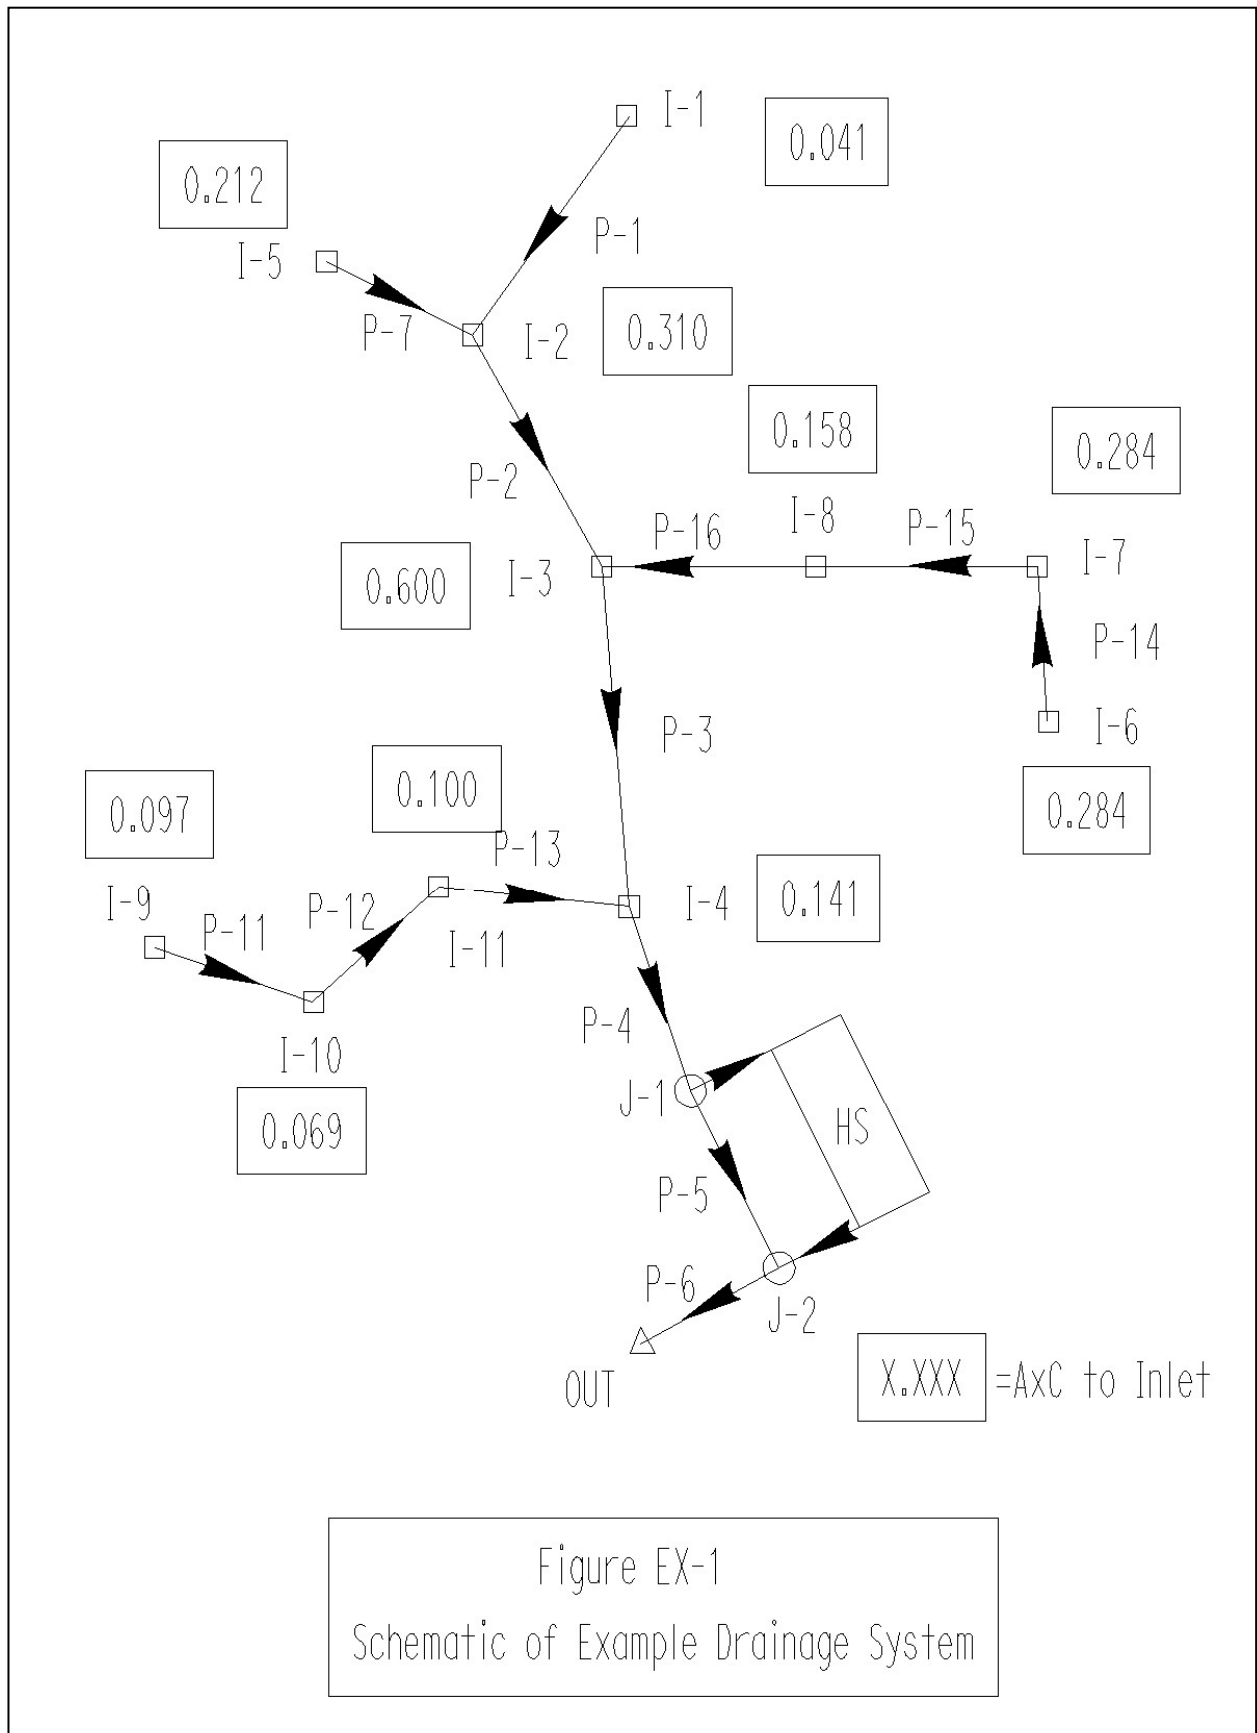 I-1
0.041
0.212
P-1
I-5
0.310
P-7
I-2
0.158
0.284
P-2
I-8
P-16
P-15
I-7
I-3
0.600
P-14
P-3
I-6
0.100
0.097
0.284
P-13
I-9
P-12
I-4
0.141
P-11
I-11
P-4
I-10
J-1
HS
0.069
P-5
P-6
J-2
OUT
X.XXX =AxC to Inlet
Figure EX-1
Schematic of Example Drainage System